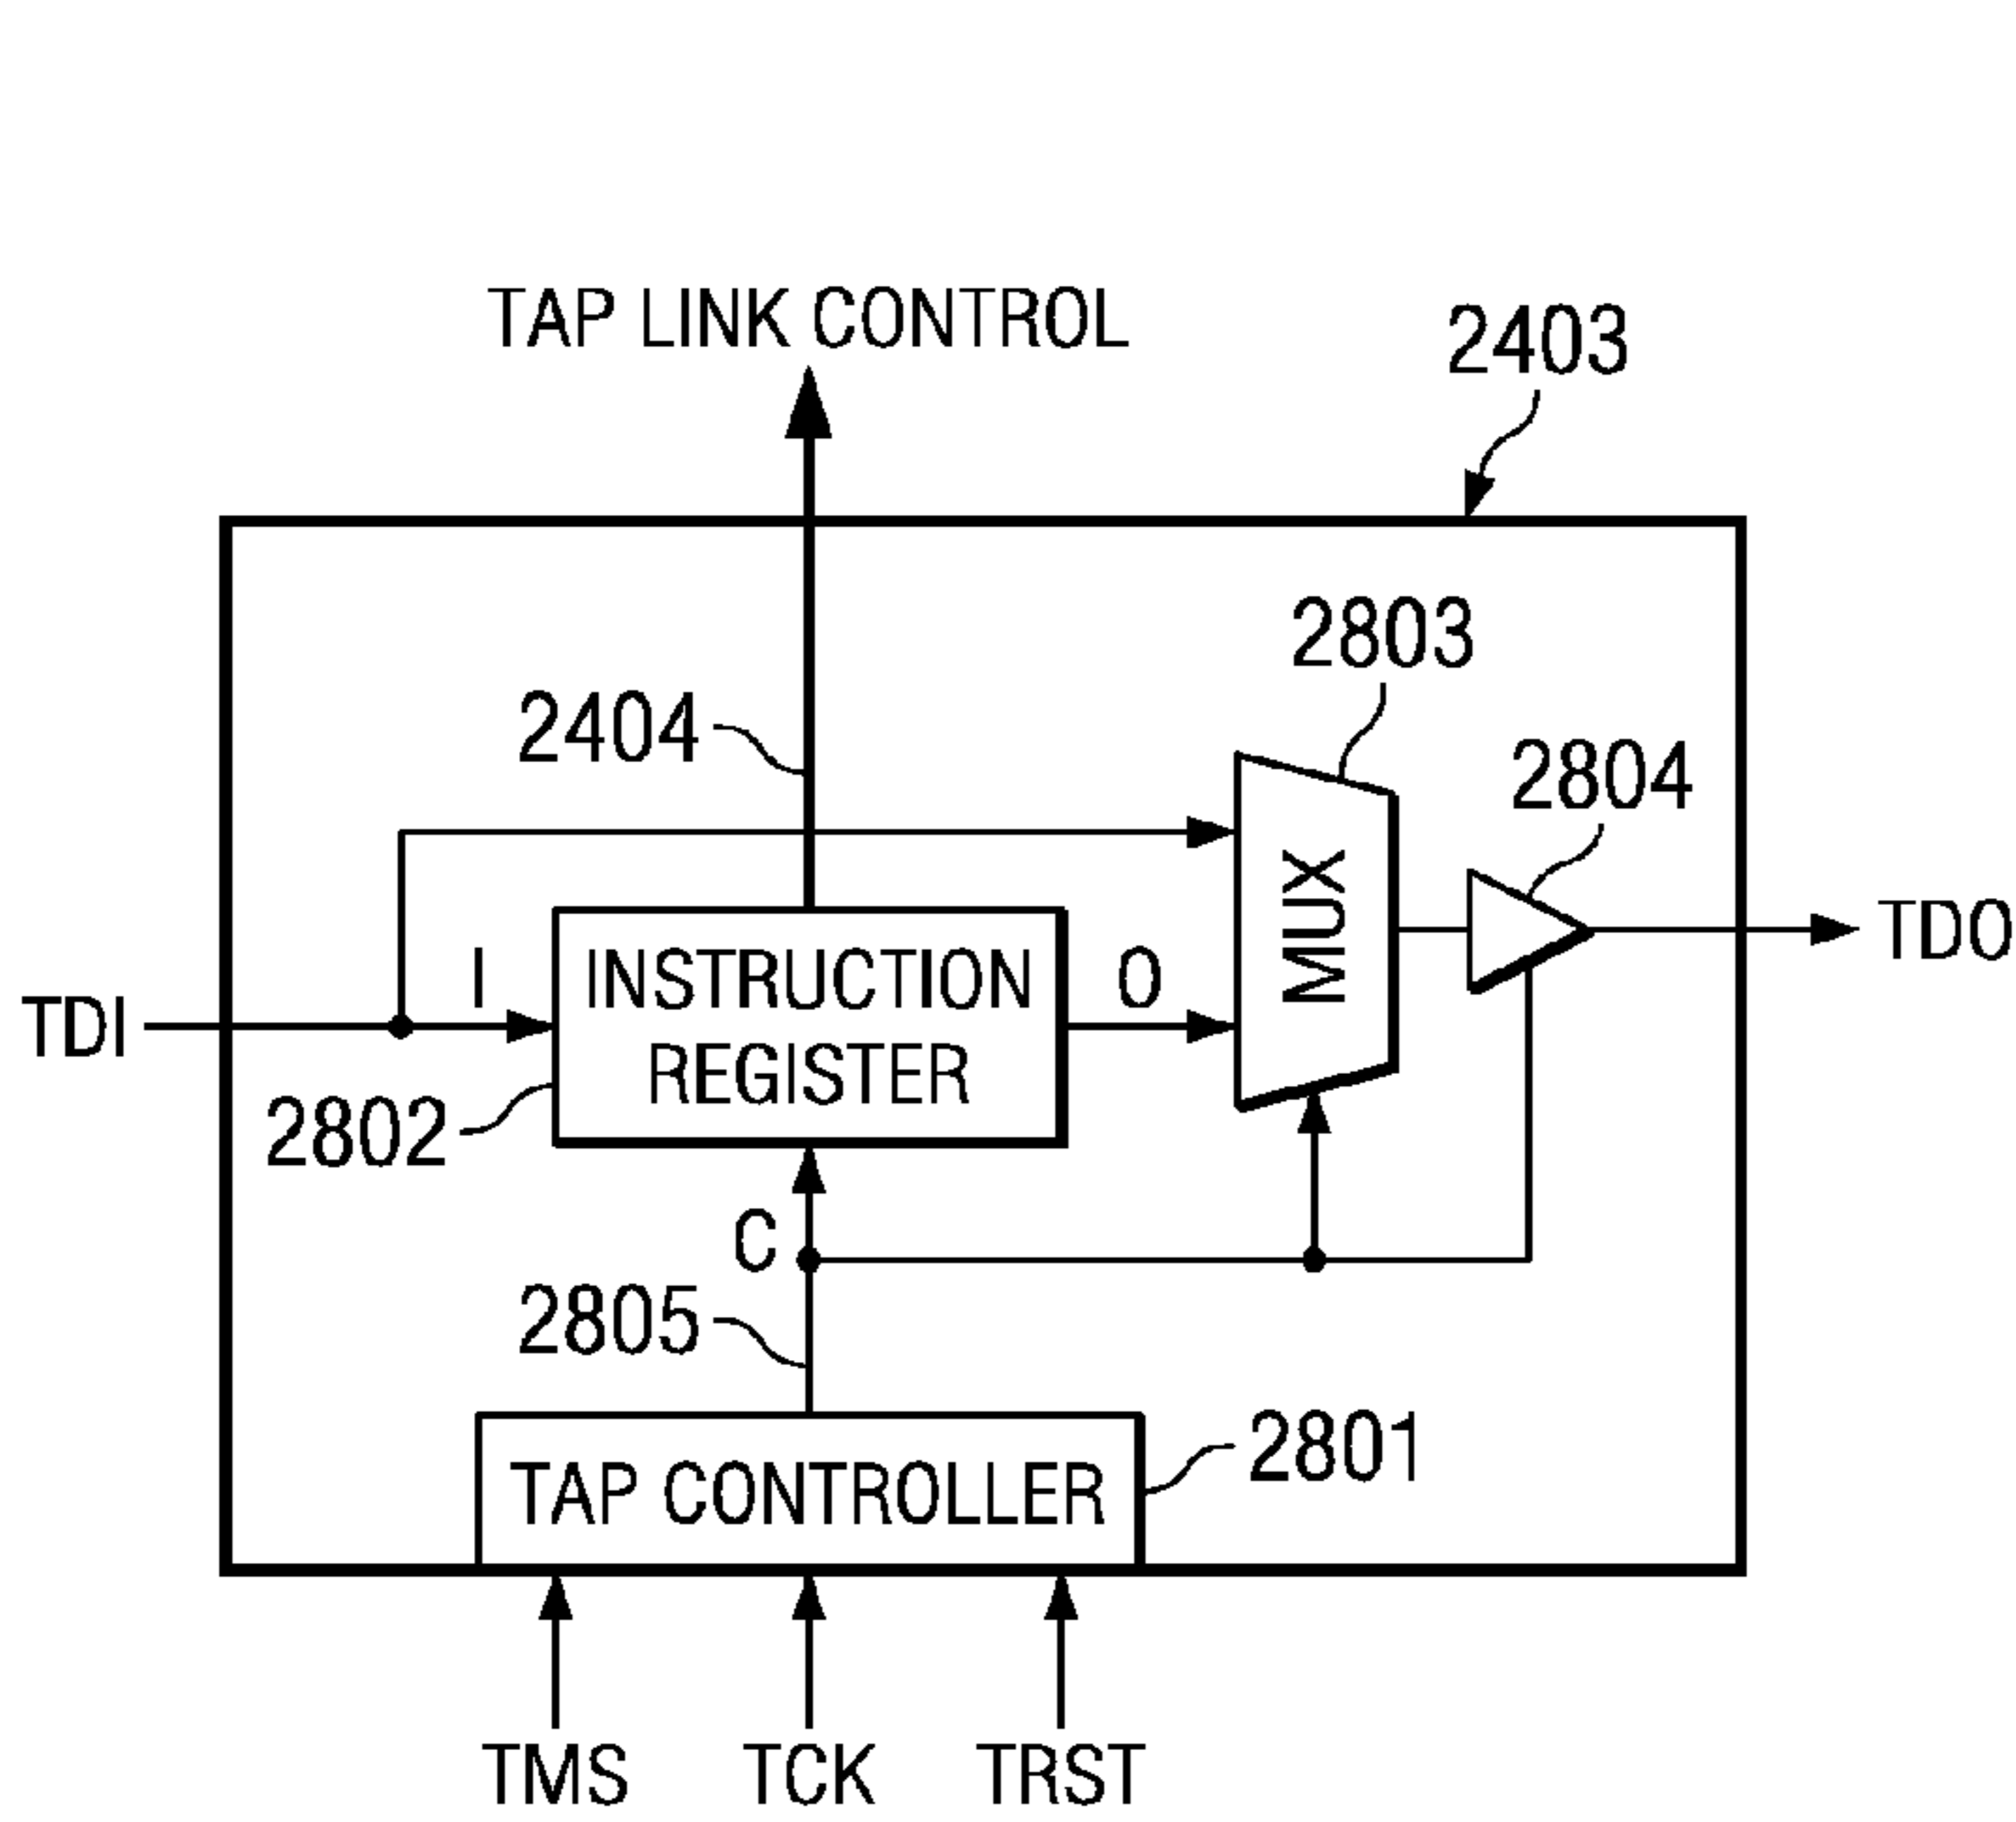 TAP LINK CONTROL
2403
2803
2404
2804
MUX
TDO
I
INSTRUCTION
REGISTER
O
TDI
2802
C
2805
2801
TAP CONTROLLER
TMS
TCK
TRST